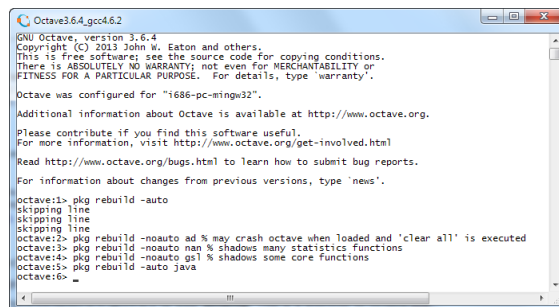 Octave3.6.4_gcc4.6.2
GNU Octave, version 3.6.4
Copyright (C) 2013 John W. Eaton and others.
This is free software; see the source code for copying conditions.
There is ABSOLUTELY NO WARRANTY; not even for MERCHANTABILITY or
FITNESS FOR A PARTICULAR PURPOSE.  For details, type `warranty'.
Octave was configured for "i686-pc-mingw32".
Additional information about Octave is available at http://www.octave.org.
Please contribute if you find this software useful.
For more information, visit http://www.octave.org/get-involved.html
Read http://www.octave.org/bugs.html to learn how to submit bug reports.
For information about changes from previous versions, type `news'.
octave:1> pkg rebuild -auto
skipping line
skipping line
skipping line
octave:2> pkg rebuild -noauto ad % may crash octave when loaded and 'clear all' is executed
octave:3> pkg rebuild -noauto nan % shadows many statistics functions
octave:4> pkg rebuild -noauto gsl % shadows some core functions
octave:5> pkg rebuild -auto java
octave:6> _